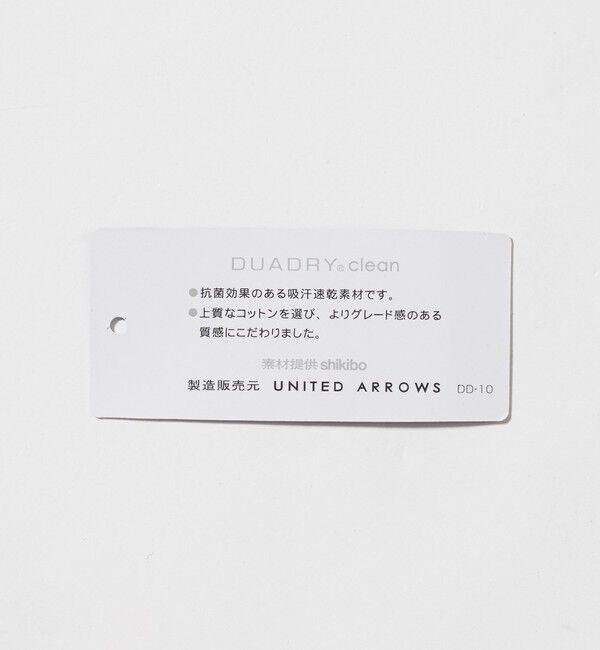 DUADRY® clean
●抗菌効果のある吸汗速乾素材です。
●上質なコットンを選び、よりグレード感のある
質感にこだわりました。
素材提供 shikibo
製造販売元 UNITED ARROWS DD-10